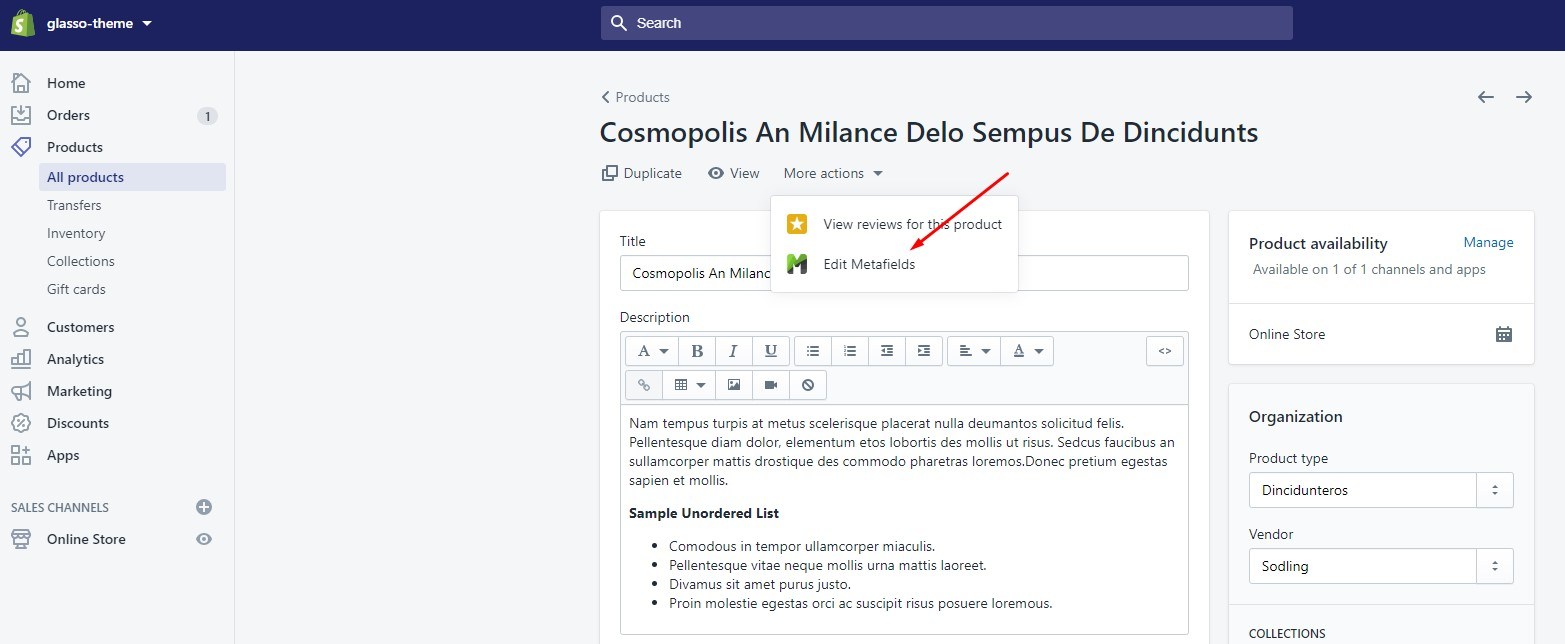 glasso-theme
Search
Home
Orders 1
Products
All products
Transfers
Inventory
Collections
Gift cards
Customers
Analytics
Marketing
Discounts
Apps
SALES CHANNELS
Online Store
Products
Cosmopolis An Milance Delo Sempus De Dincidunts
Duplicate View More actions
View reviews for this product
Edit Metafields
Title
Cosmopolis An Milanc
Description
A B I U A <>
Nam tempus turpis at metus scelerisque placerat nulla deumantos solicitud felis.
Pellentesque diam dolor, elementum etos lobortis des mollis ut risus. Sedcus faucibus an
sullamcorper mattis drostique des commodo pharetras loremos.Donec pretium egestas
sapien et mollis.
Sample Unordered List
• Comodous in tempor ullamcorper miaculis.
• Pellentesque vitae neque mollis urna mattis laoreet.
• Divamus sit amet purus justo.
• Proin molestie egestas orci ac suscipit risus posuere loremous.
Product availability Manage
Available on 1 of 1 channels and apps
Online Store
Organization
Product type
Dincidunteros
Vendor
Sodling
COLLECTIONS